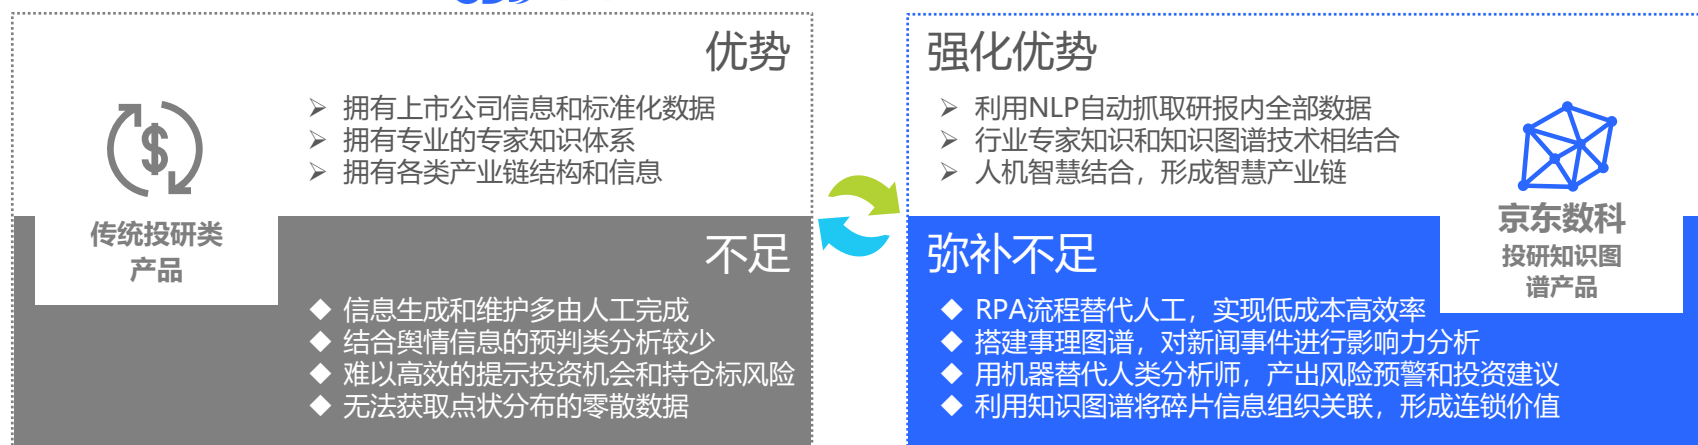 优势
拥有上市公司信息和标准化数据
拥有专业的专家知识体系
拥有各类产业链结构和信息
传统投研类
产品
不足
信息生成和维护多由人工完成
结合舆情信息的预判类分析较少
难以高效的提示投资机会和持仓标风险
无法获取点状分布的零散数据
强化优势
利用NLP自动抓取研报内全部数据
行业专家知识和知识图谱技术相结合
人机智慧结合，形成智慧产业链
京东数科
投研知识图
谱产品
弥补不足
RPA流程替代人工，实现低成本高效率
搭建事理图谱，对新闻事件进行影响力分析
用机器替代人类分析师，产出风险预警和投资建议
利用知识图谱将碎片信息组织关联，形成连锁价值